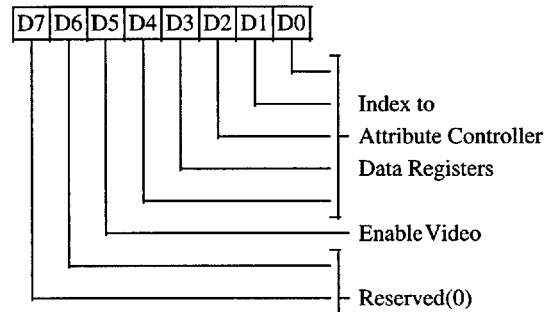 D7 D6 D5 D4 D3 D2 D1 D0
Index to
Attribute Controller
Data Registers
Enable Video
Reserved(0)